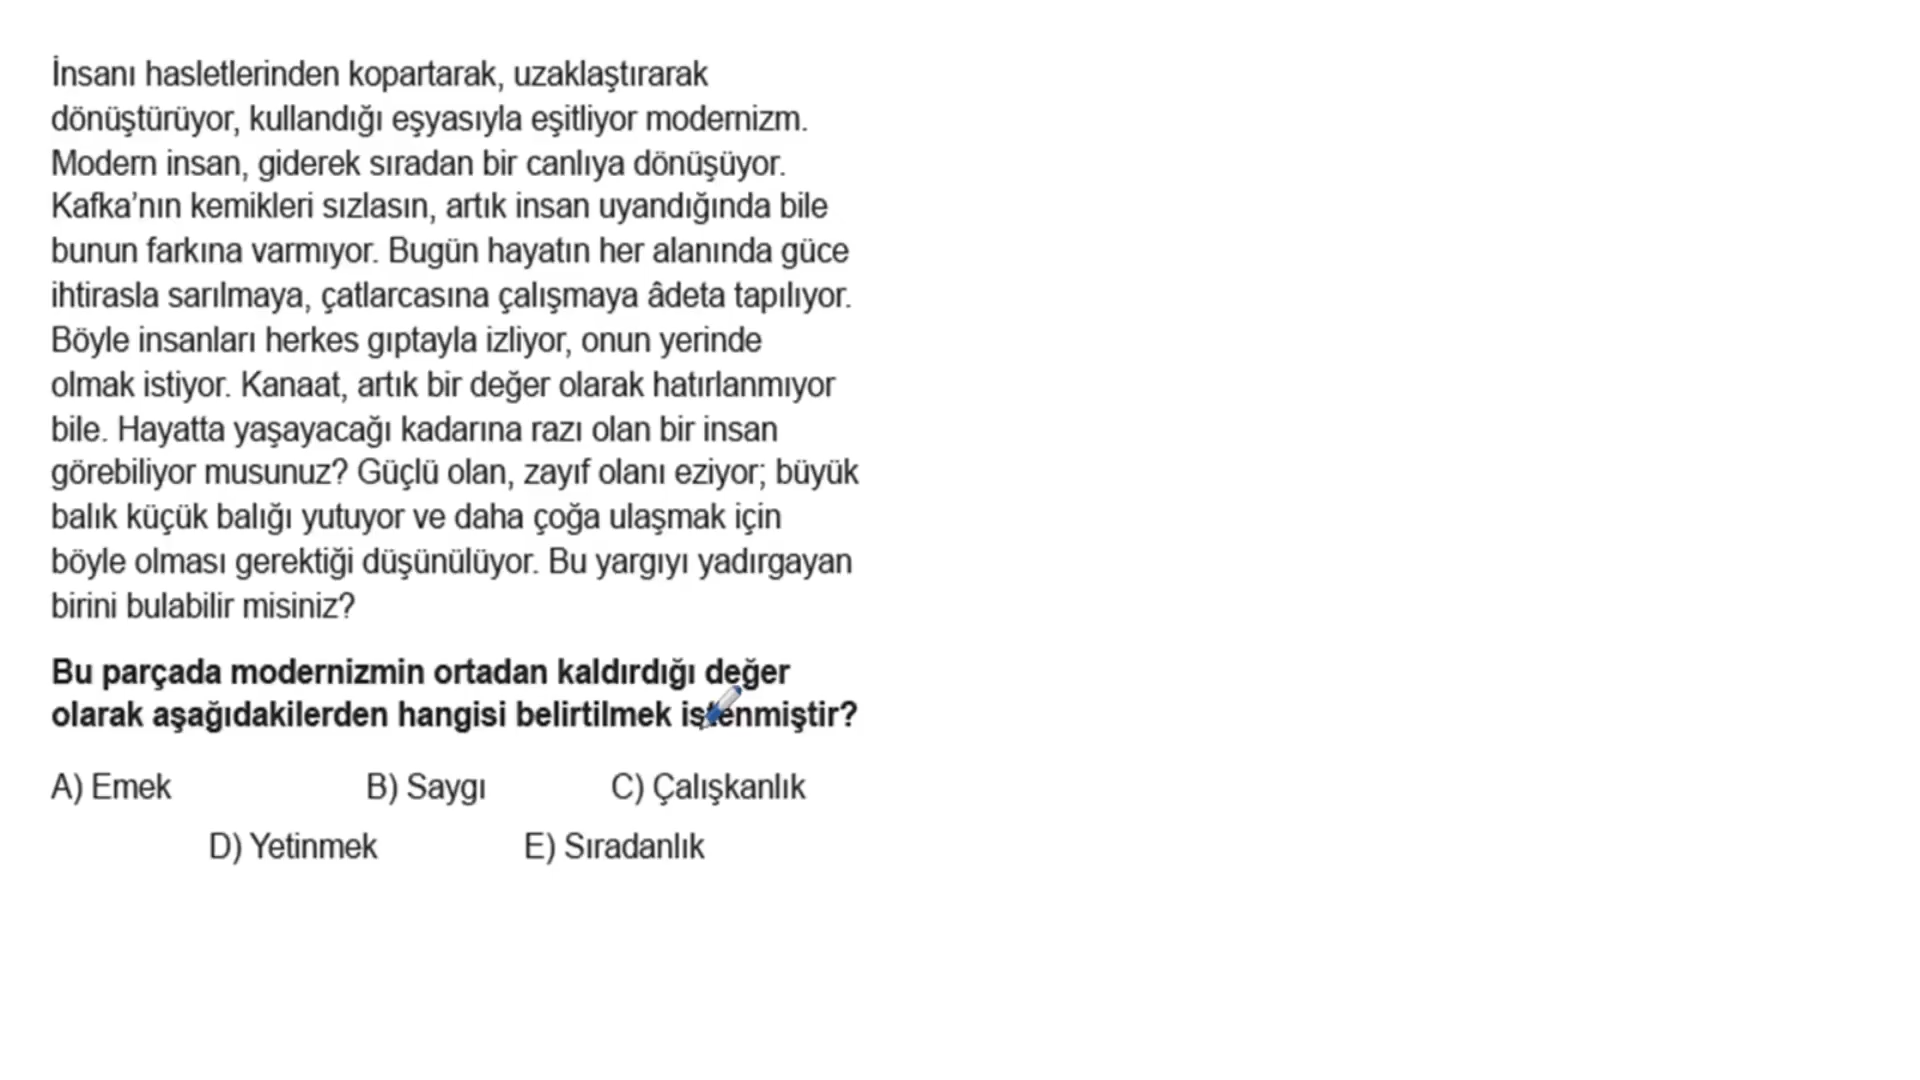 İnsanı hasletlerinden kopartarak, uzaklaştırarak
dönüştürüyor, kullandığı eşyasıyla eşitliyor modernizm.
Modern insan, giderek sıradan bir canlıya dönüşüyor.
Kafka'nın kemikleri sızlasın, artık insan uyandığında bile
bunun farkına varmıyor. Bugün hayatın her alanında güce
ihtirasla sarılmaya, çatlarcasına çalışmaya âdeta tapılıyor.
Böyle insanları herkes gıptayla izliyor, onun yerinde
olmak istiyor. Kanaat, artık bir değer olarak hatırlanmıyor
bile. Hayatta yaşayacağı kadarına razı olan bir insan
görebiliyor musunuz? Güçlü olan, zayıf olanı eziyor; büyük
balık küçük balığı yutuyor ve daha çoğa ulaşmak için
böyle olması gerektiği düşünülüyor. Bu yargıyı yadırgayan
birini bulabilir misiniz?
Bu parçada modernizmin ortadan kaldırdığı değer
olarak aşağıdakilerden hangisi belirtilmek istenmiştir?
A) Emek B) Saygı C) Çalışkanlık
D) Yetinmek E) Sıradanlık